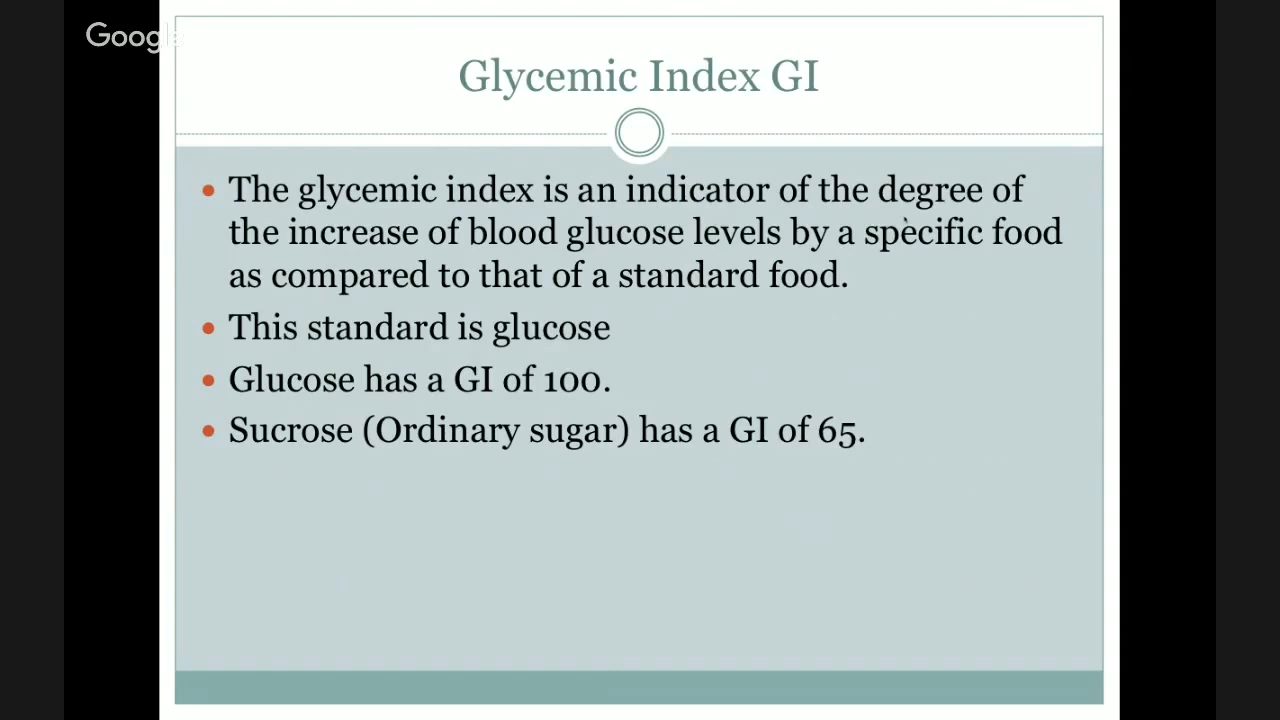 Google
Glycemic Index GI
• The glycemic index is an indicator of the degree of
the increase of blood glucose levels by a specific food
as compared to that of a standard food.
• This standard is glucose
• Glucose has a GI of 100.
• Sucrose (Ordinary sugar) has a GI of 65.